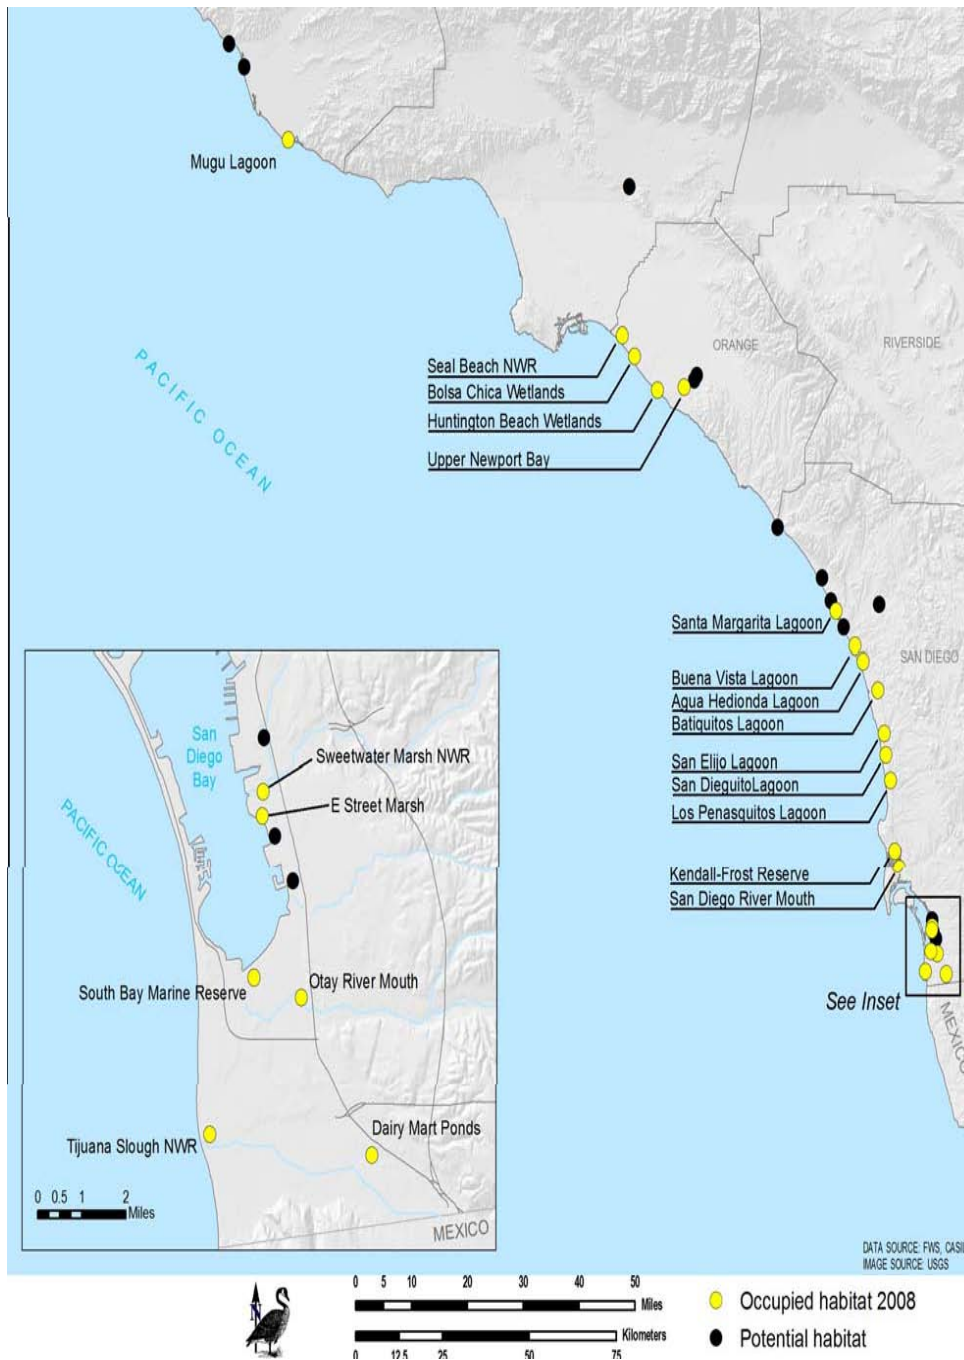 Mugu Lagoon
PACIFIC OCEAN
ORANGE
RIVERSIDE
Seal Beach NWR
Bolsa Chica Wetlands
Huntington Beach Wetlands
Upper Newport Bay
Santa Margarita Lagoon
SAN DIEGO
Buena Vista Lagoon
Agua Hedionda Lagoon
Batiquitos Lagoon
San Elijo Lagoon
San DieguitoLagoon
Los Penasquitos Lagoon
Kendall-Frost Reserve
San Diego River Mouth
See Inset
MEXICO
San
Diego
Bay
Sweetwater Marsh NWR
E Street Marsh
PACIFIC OCEAN
South Bay Marine Reserve
Otay River Mouth
Tijuana Slough NWR
Dairy Mart Ponds
0 0.5 1 2
Miles
MEXICO
DATA SOURCE: FWS, CASIL
IMAGE SOURCE: USGS
N
0 5 10 20 30 40 50
Miles
Kilometers
0 12.5 25 50 75
Occupied habitat 2008
Potential habitat